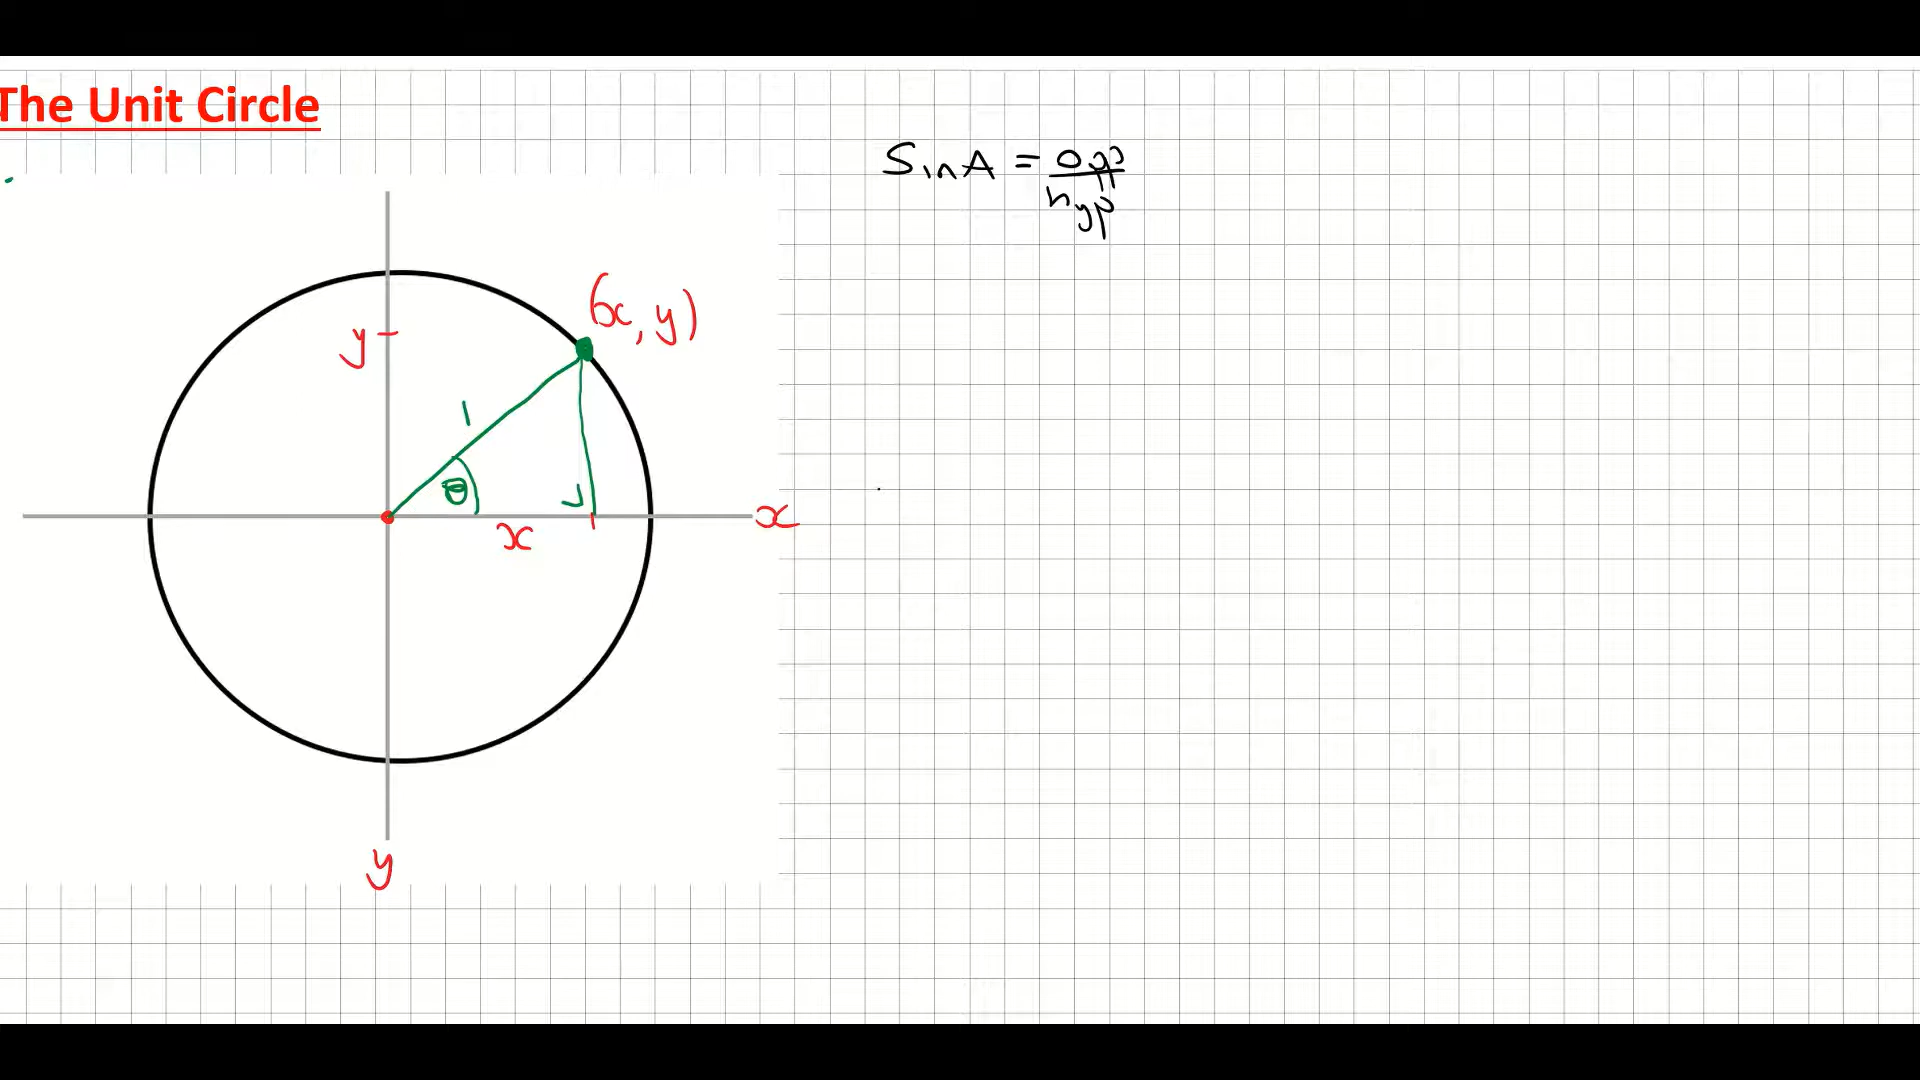 The Unit Circle
Sin A = opp
hyp
(x, y)
y
1
θ
x
x
y